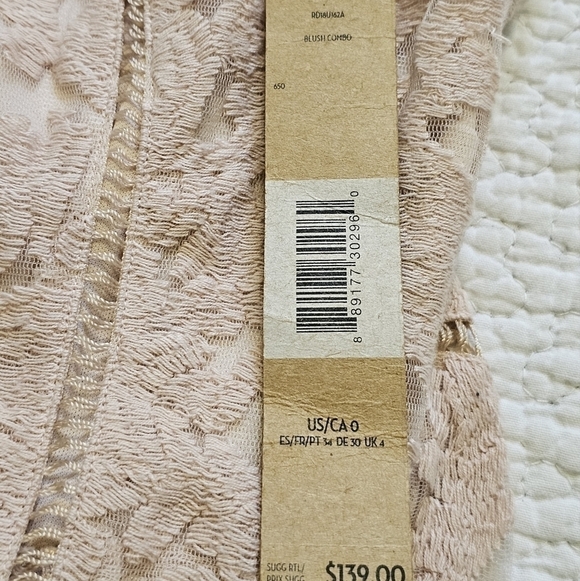 RD18U162A
BLUSH COMBO
650
8 89177 30296 0
US/CA 0
ES/FR/PT 34 DE 30 UK 4
SUGG RTL/
PRIX SUGG
$139.00